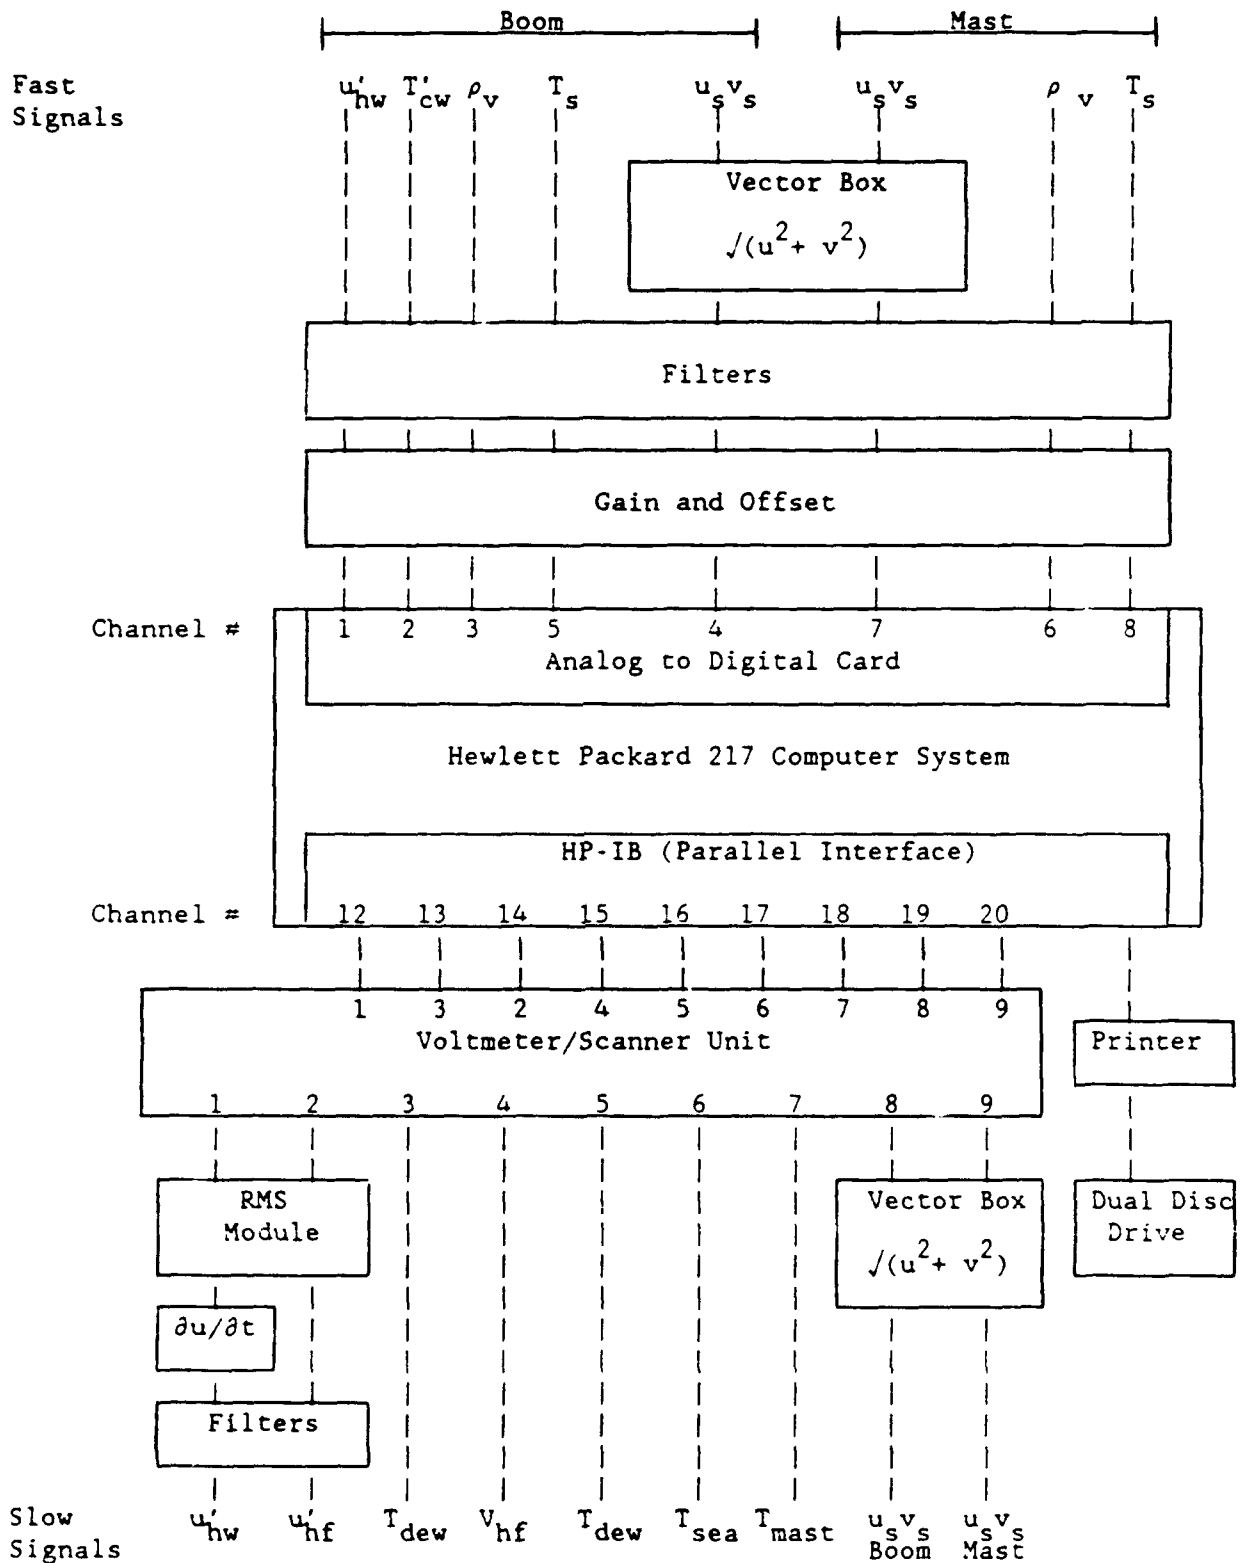 Boom Mast
Fast u'hw T'cw ρv Ts usvs usvs ρ v Ts
Signals
Vector Box
√(u²+ v²)
Filters
Gain and Offset
Channel # 1 2 3 5 4 7 6 8
Analog to Digital Card
Hewlett Packard 217 Computer System
HP-IB (Parallel Interface)
Channel # 12 13 14 15 16 17 18 19 20
1 3 2 4 5 6 7 8 9
Voltmeter/Scanner Unit Printer
1 2 3 4 5 6 7 8 9
RMS Vector Box Dual Disc
Module Drive
√(u²+ v²)
∂u/∂t
Filters
Slow u'hw u'hf Tdew Vhf Tdew Tsea Tmast usvs usvs
Signals Boom Mast